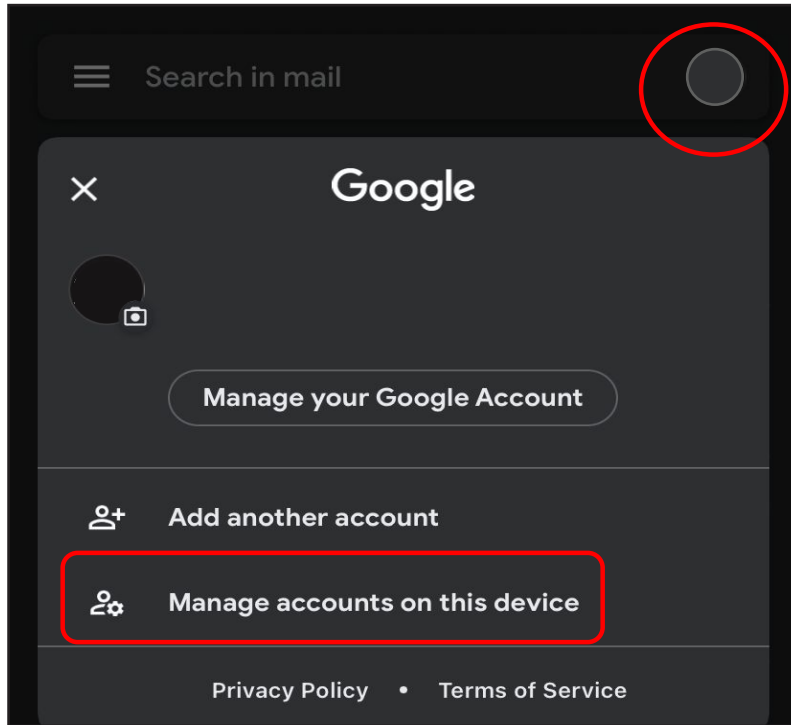 Search in mail
Google
Manage your Google Account
Add another account
Manage accounts on this device
Privacy Policy • Terms of Service